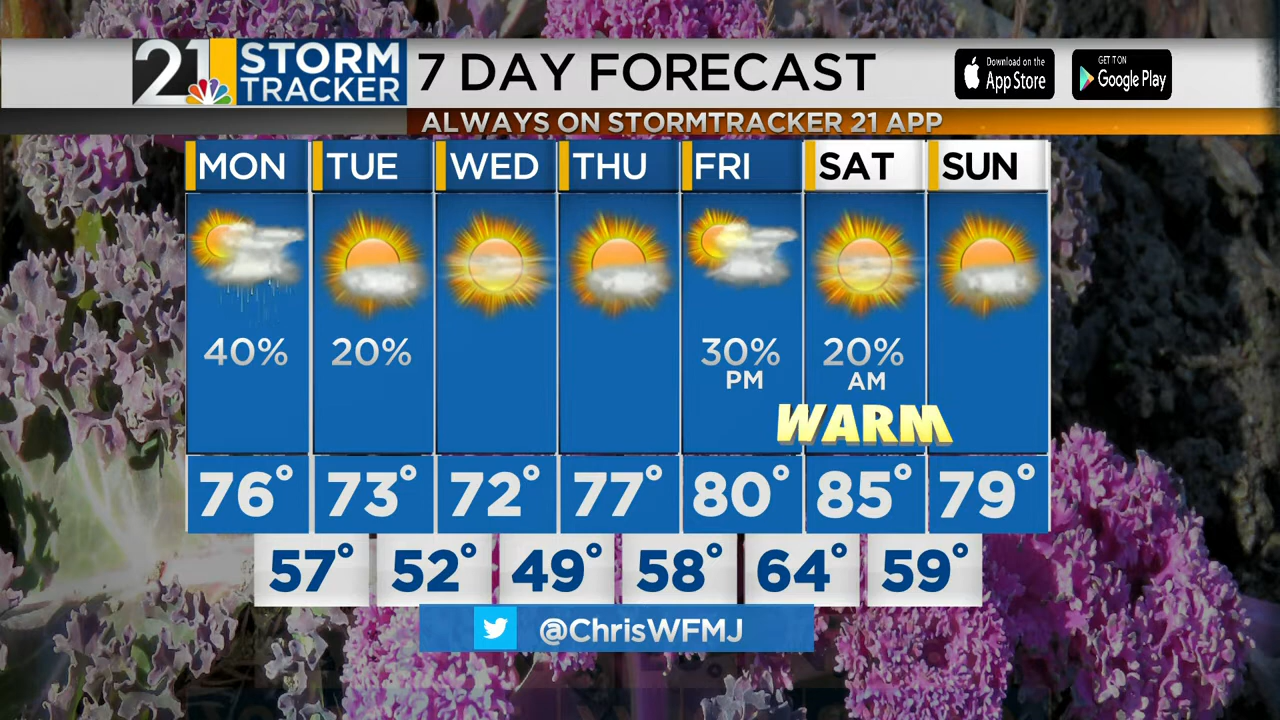 21 STORM TRACKER
7 DAY FORECAST
Download on the App Store
GET IT ON Google Play
ALWAYS ON STORMTRACKER 21 APP
MON TUE WED THU FRI SAT SUN
40% 20% 30% 20%
PM AM
WARM
76° 73° 72° 77° 80° 85° 79°
57° 52° 49° 58° 64° 59°
@ChrisWFMJ